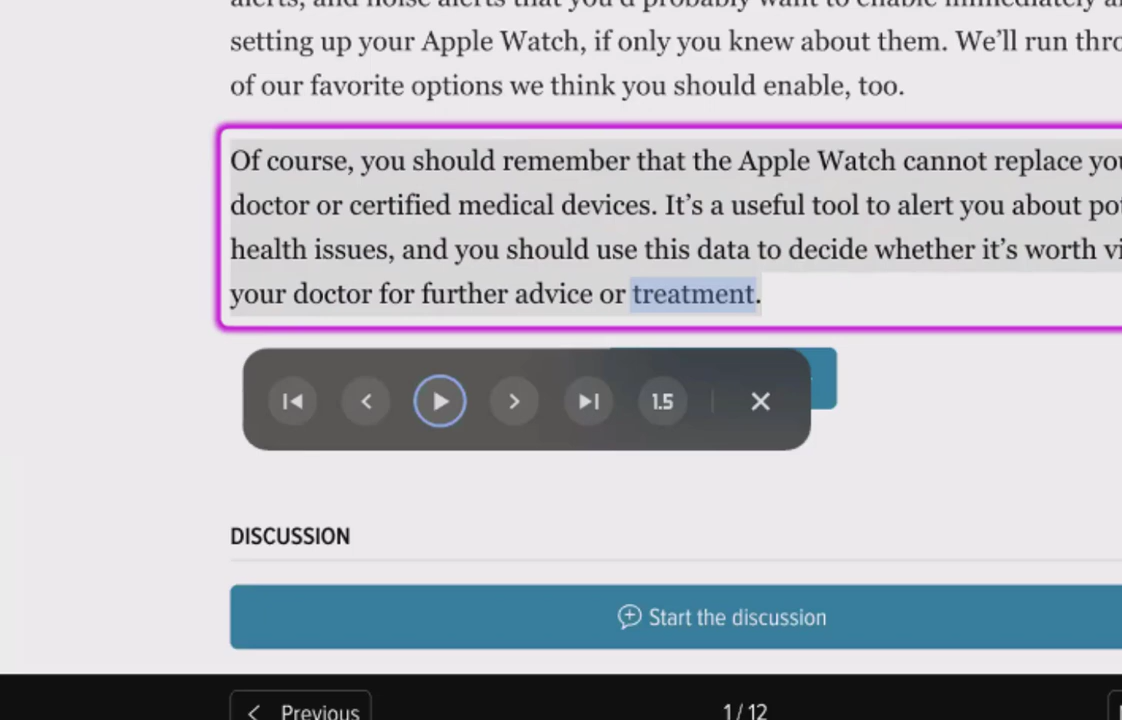 setting up your Apple Watch, if only you knew about them. We’ll run
of our favorite options we think you should enable, too.
Of course, you should remember that the Apple Watch cannot replace
doctor or certified medical devices. It’s a useful tool to alert you about
health issues, and you should use this data to decide whether it’s worth
your doctor for further advice or treatment.
1.5
DISCUSSION
Start the discussion
Previous
1/12